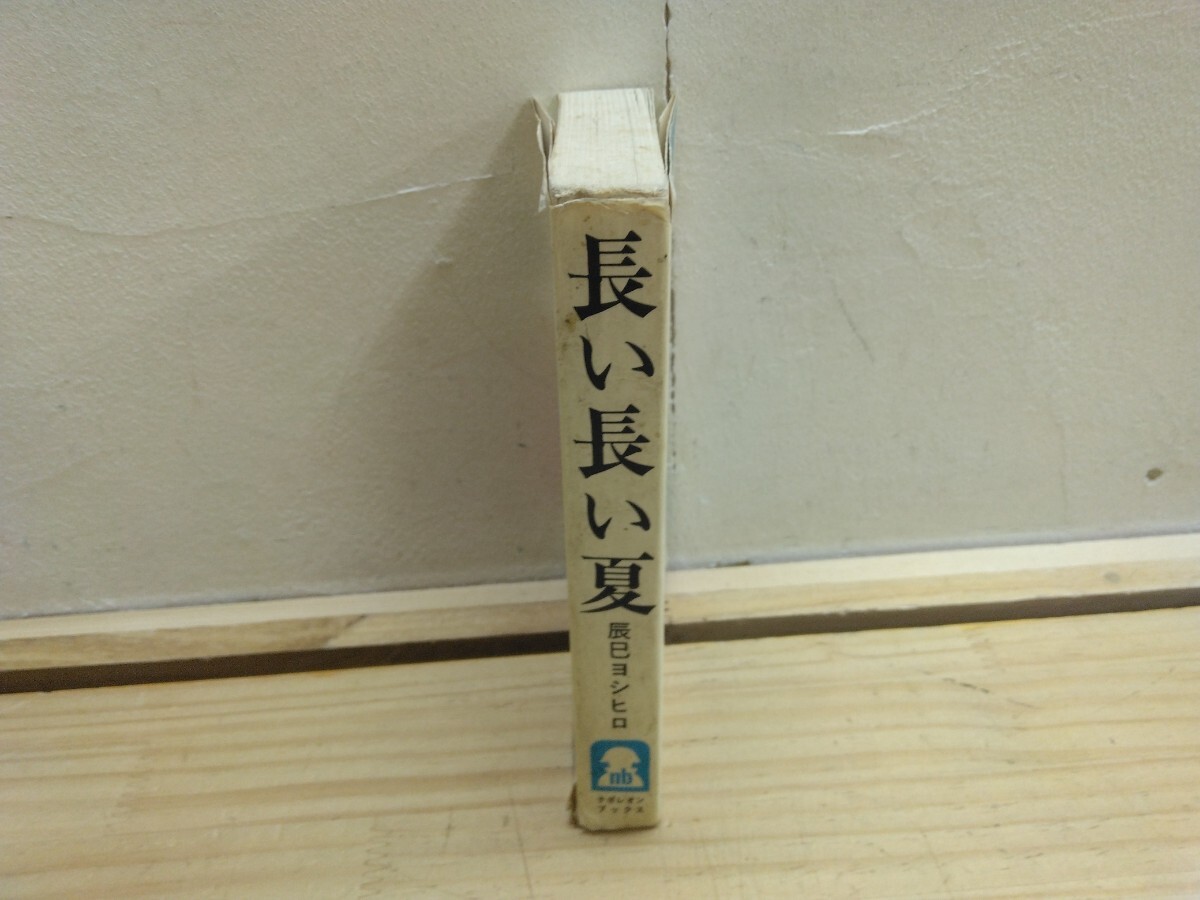 長い長い夏
辰巳ヨシヒロ
nb
ナポレオン
ブックス